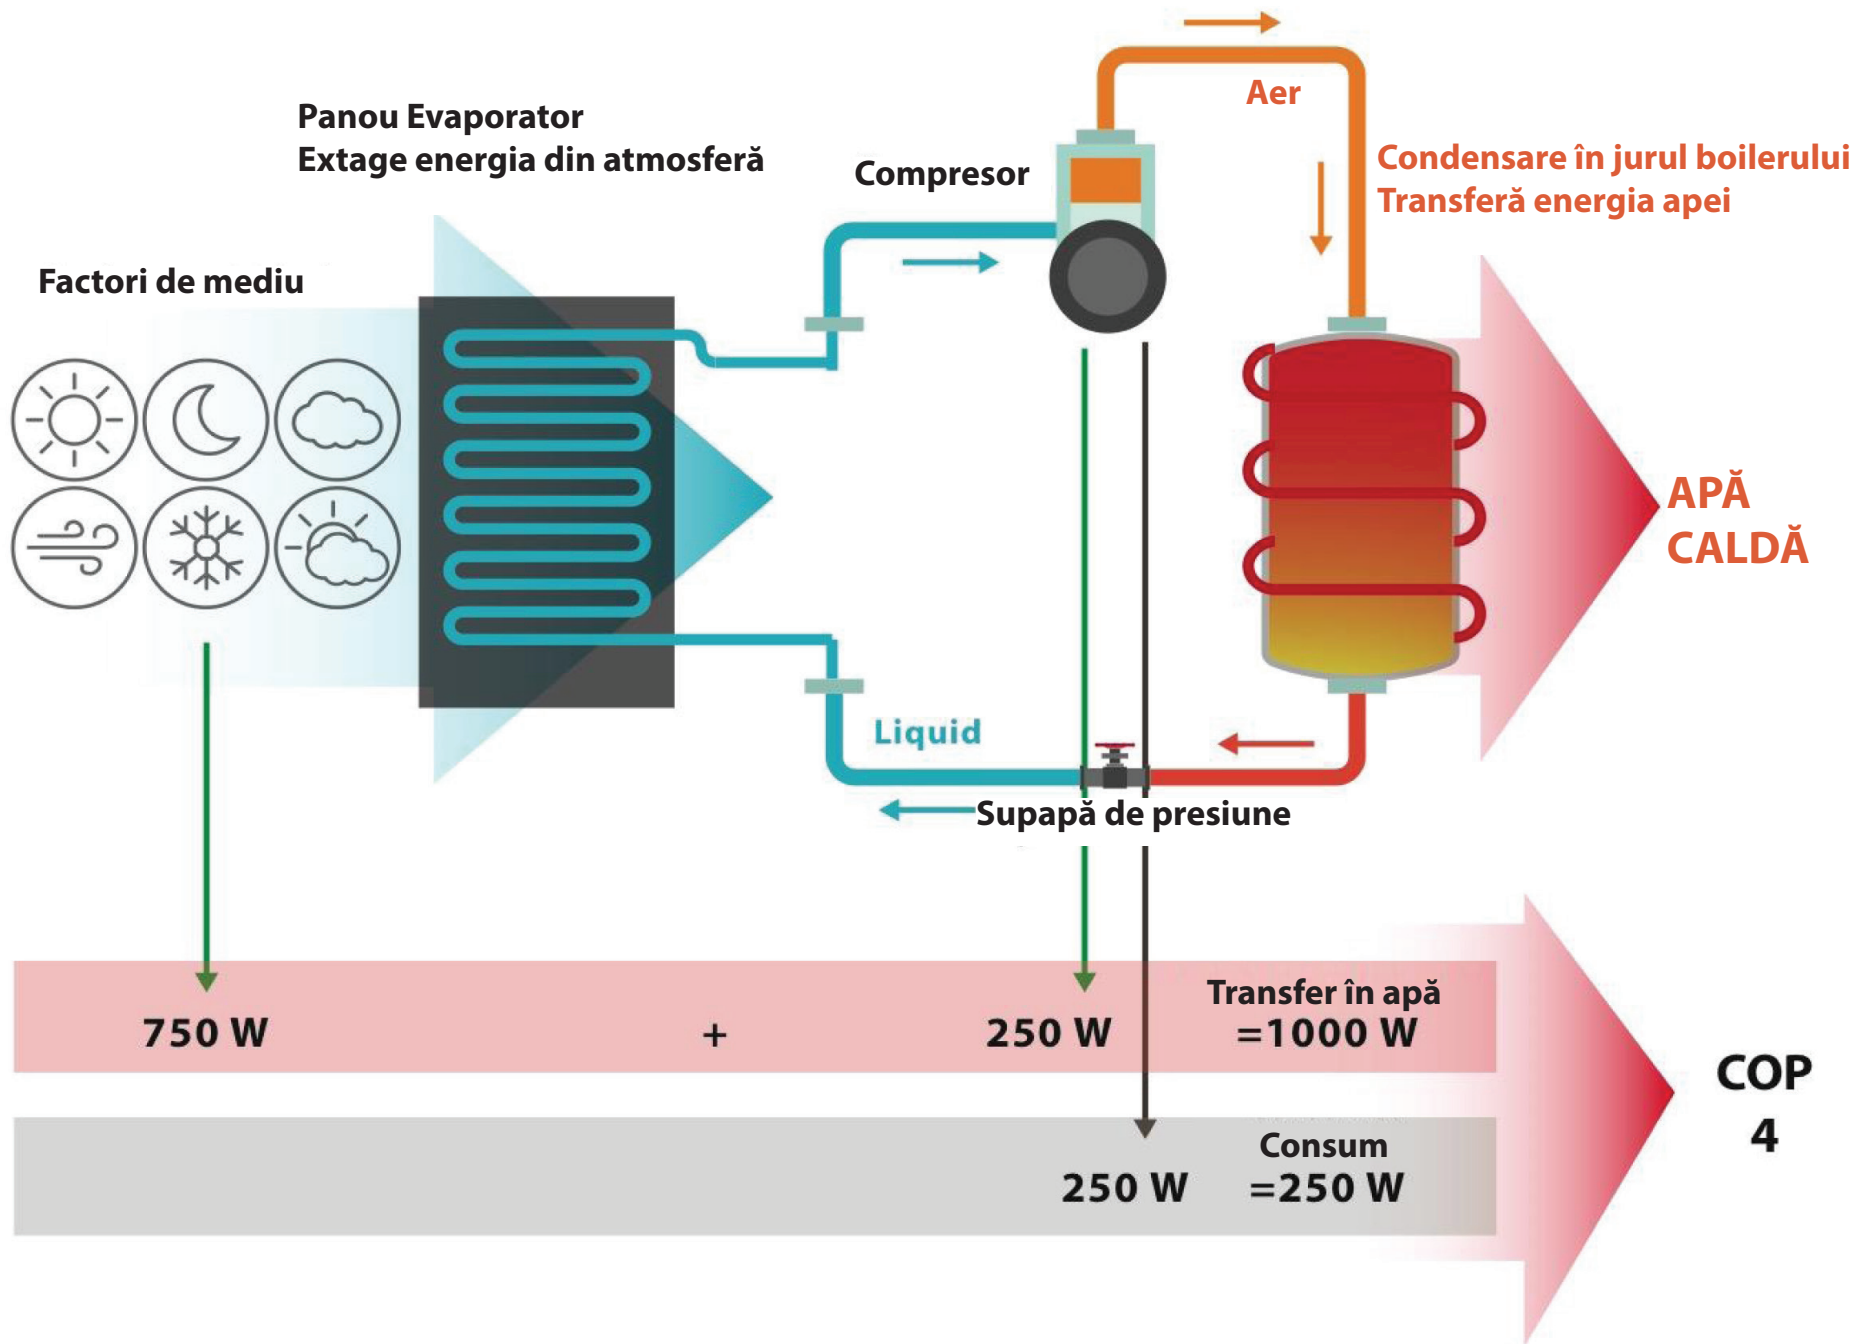 Aer
Panou Evaporator
Extage energia din atmosferă
Compresor
Condensare în jurul boilerului
Transferă energia apei
Factori de mediu
APĂ
CALDĂ
Liquid
Supapă de presiune
Transfer în apă
750 W + 250 W =1000 W
COP
4
Consum
250 W =250 W